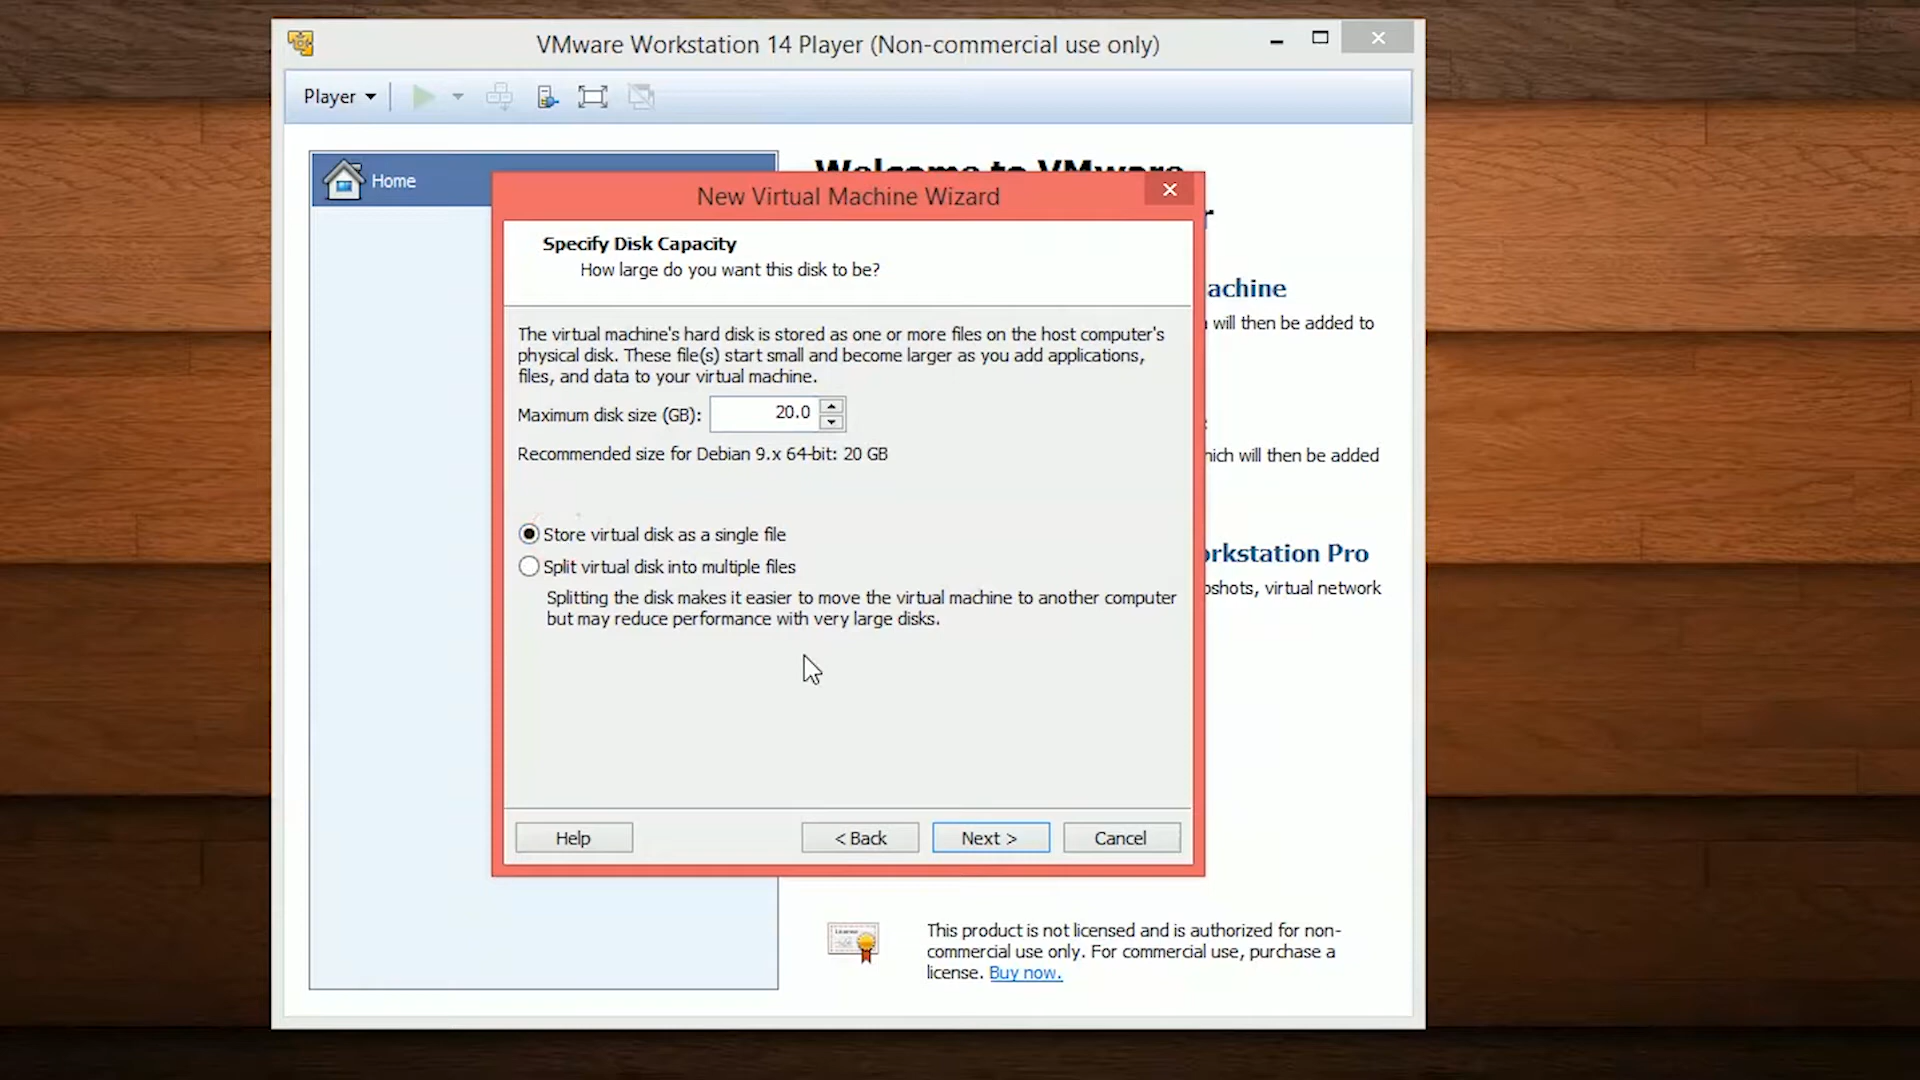 VMware Workstation 14 Player (Non-commercial use only)
Player
Home
Welcome to VMware
New Virtual Machine Wizard
Specify Disk Capacity
How large do you want this disk to be?
achine
will then be added to
The virtual machine's hard disk is stored as one or more files on the host computer's
physical disk. These file(s) start small and become larger as you add applications,
files, and data to your virtual machine.
Maximum disk size (GB): 20.0
Recommended size for Debian 9.x 64-bit: 20 GB
hich will then be added
Store virtual disk as a single file
Split virtual disk into multiple files
Splitting the disk makes it easier to move the virtual machine to another computer
but may reduce performance with very large disks.
orkstation Pro
pshots, virtual network
Help
< Back
Next >
Cancel
This product is not licensed and is authorized for non-
commercial use only. For commercial use, purchase a
license. Buy now.